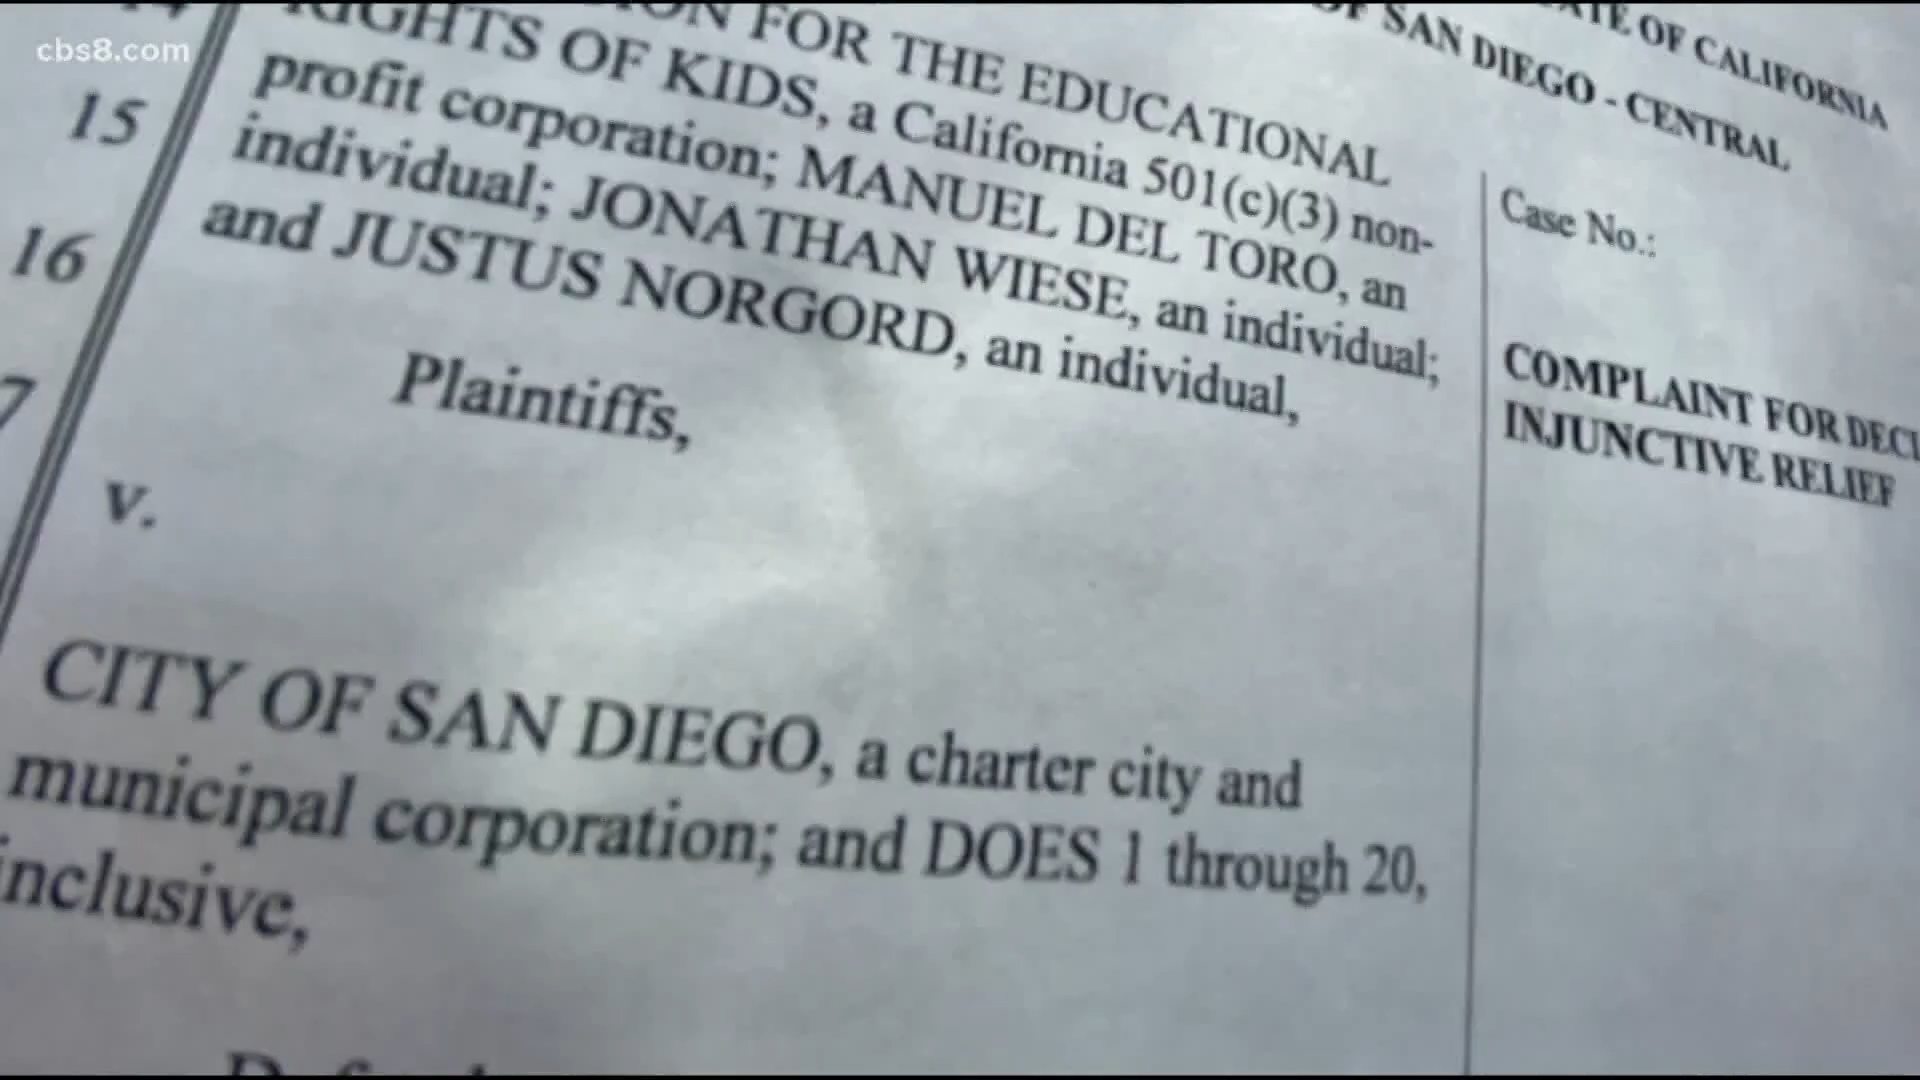 cbs8.com
OF CALIFORNIA
OF SAN DIEGO - CENTRAL
FOR THE EDUCATIONAL
RIGHTS OF KIDS, a California 501(c)(3) non-
15 profit corporation; MANUEL DEL TORO, an
individual; JONATHAN WIESE, an individual;
16 and JUSTUS NORGORD, an individual,
7
Plaintiffs,
v.
CITY OF SAN DIEGO, a charter city and
municipal corporation; and DOES 1 through 20,
inclusive,
Case No.:
COMPLAINT FOR DECL
INJUNCTIVE RELIEF